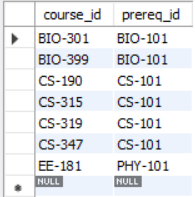 course_id prereq_id
BIO-301 BIO-101
BIO-399 BIO-101
CS-190 CS-101
CS-315 CS-101
CS-319 CS-101
CS-347 CS-101
EE-181 PHY-101
NULL NULL